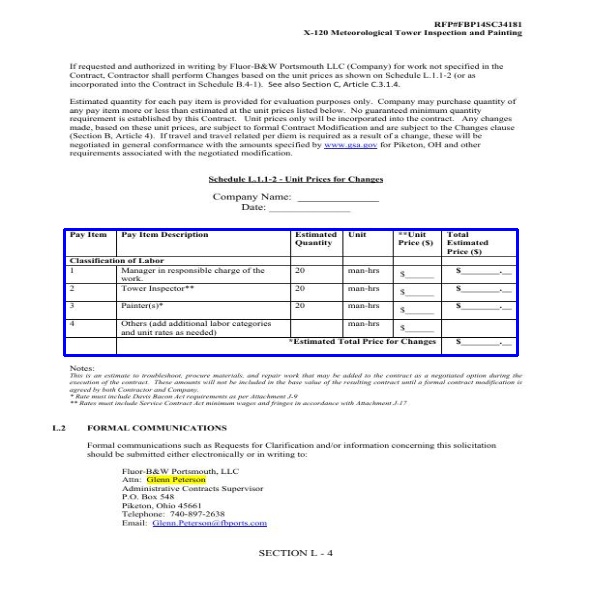 RFP#FBP14SC34181
X-120 Meteorological Tower Inspection and Painting
If requested and authorized in writing by Fluor-B&W Portsmouth LLC (Company) for work not specified in the
Contract, Contractor shall perform Changes based on the unit prices as shown on Schedule L.1.1-2 (or as
incorporated into the Contract in Schedule B.4-1). See also Section C, Article C.3.1.4.
Estimated quantity for each pay item is provided for evaluation purposes only. Company may purchase quantity of
any pay item more or less than estimated at the unit prices listed below. No guaranteed minimum quantity
requirement is established by this Contract. Unit prices only will be incorporated into the contract. Any changes
made, based on these unit prices, are subject to formal Contract Modification and are subject to the Changes clause
(Section B, Article 4). If travel and travel related per diem is required as a result of a change, these will be
negotiated in general conformance with the amounts specified by www.gsa.gov for Piketon, OH and other
requirements associated with the negotiated modification.
Schedule L.1.1-2 - Unit Prices for Changes
Company Name: _______________
Date: _______________
Pay Item Pay Item Description Estimated Quantity Unit **Unit Price ($) Total Estimated Price ($)
Classification of Labor
1 Manager in responsible charge of the work. 20 man-hrs $______ $________.__
2 Tower Inspector** 20 man-hrs $______ $________.__
3 Painter(s)* 20 man-hrs $______ $________.__
4 Others (add additional labor categories and unit rates as needed) man-hrs $______
*Estimated Total Price for Changes $________.__
Notes:
This is an estimate to troubleshoot, procure materials, and repair work that may be added to the contract as a negotiated option during the
execution of the contract. These amounts will not be included in the base value of the resulting contract until a formal contract modification is
agreed by both Contractor and Company.
* Rate must include Davis Bacon Act requirements as per Attachment J-9
** Rates must include Service Contract Act minimum wages and fringes in accordance with Attachment J-17
L.2 FORMAL COMMUNICATIONS
Formal communications such as Requests for Clarification and/or information concerning this solicitation
should be submitted either electronically or in writing to:
Fluor-B&W Portsmouth, LLC
Attn: Glenn Peterson
Administrative Contracts Supervisor
P.O. Box 548
Piketon, Ohio 45661
Telephone: 740-897-2638
Email: Glenn.Peterson@fbports.com
SECTION L - 4